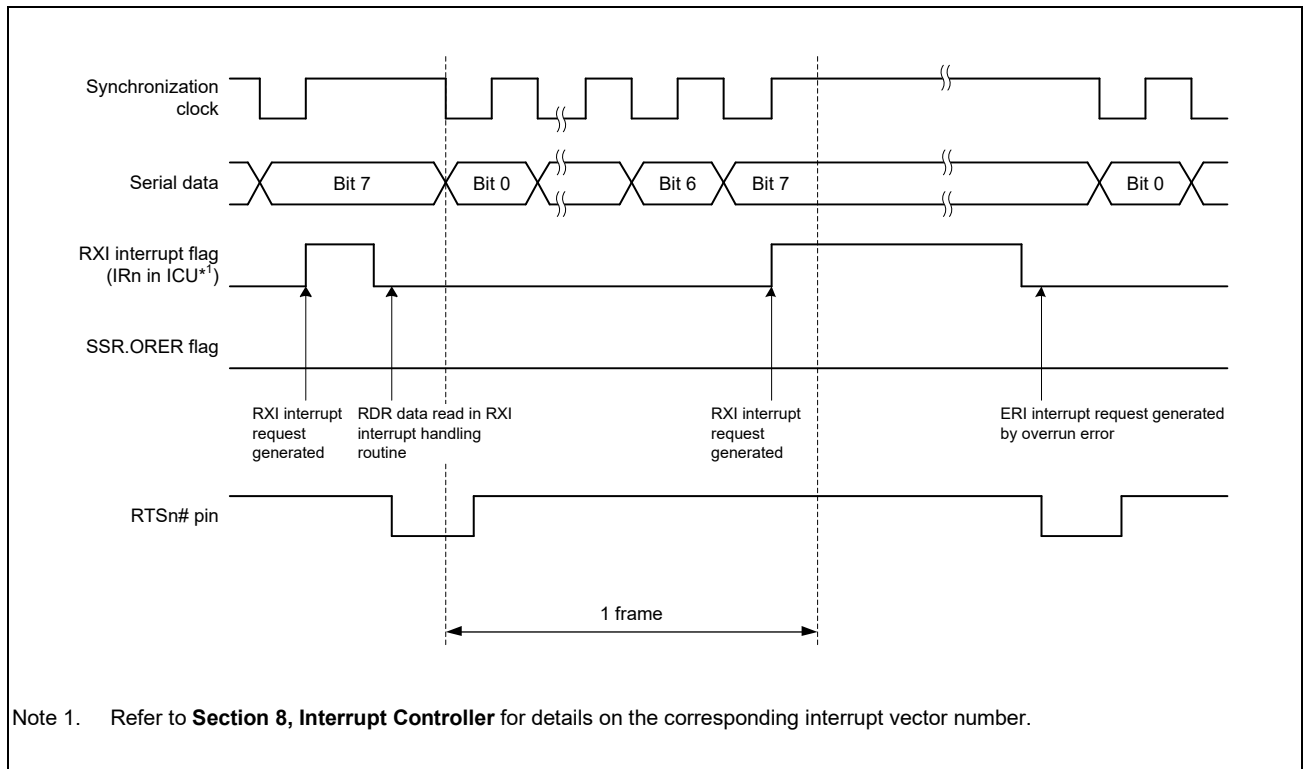 Synchronization
clock
Serial data
Bit 7
Bit 0
Bit 6
Bit 7
Bit 0
RXI interrupt flag
(IRn in ICU*1)
SSR.ORER flag
RXI interrupt
request
generated
RDR data read in RXI
interrupt handling
routine
RXI interrupt
request
generated
ERI interrupt request generated
by overrun error
RTSn# pin
1 frame
Note 1. Refer to Section 8, Interrupt Controller for details on the corresponding interrupt vector number.